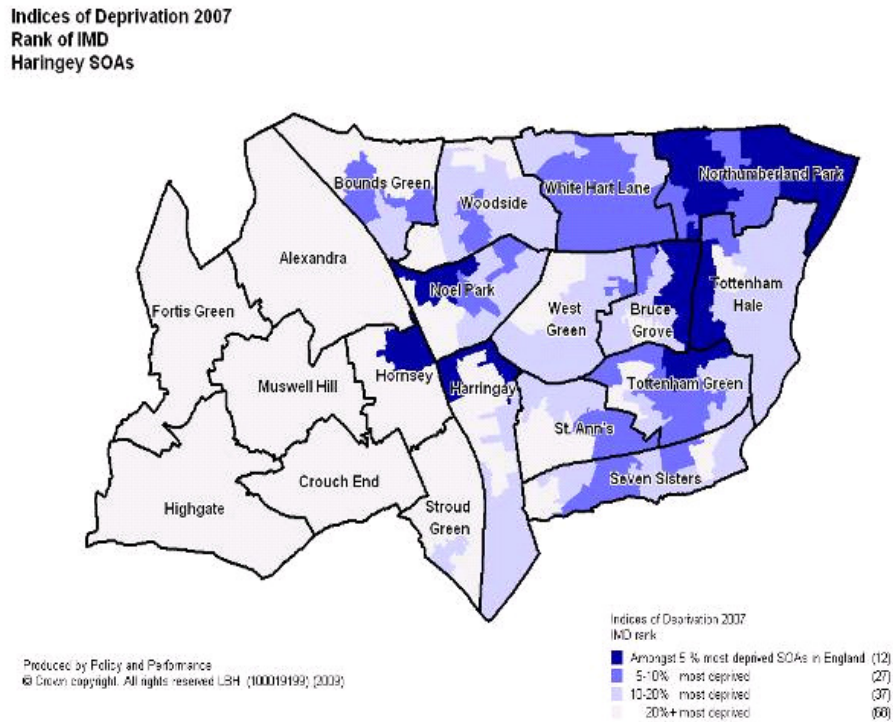 Indices of Deprivation 2007
Rank of IMD
Haringey SOAs
Northumberland Park
Bounds Green
White Hart Lane
Woodside
Alexandra
Noel Park
Tottenham
Hale
Fortis Green
West
Green
Bruce
Grove
Muswell Hill
Hornsey
Harringay
Tottenham Green
St. Ann's
Crouch End
Seven Sisters
Highgate
Stroud
Green
Indices of Deprivation 2007
IMD rank
Amongst 5 % most deprived SOAs in England (12)
5-10% most deprived (27)
10-20% most deprived (37)
20%+ most deprived (68)
Produced by Policy and Performance
© Crown copyright. All rights reserved LBH (100019199) (2009)